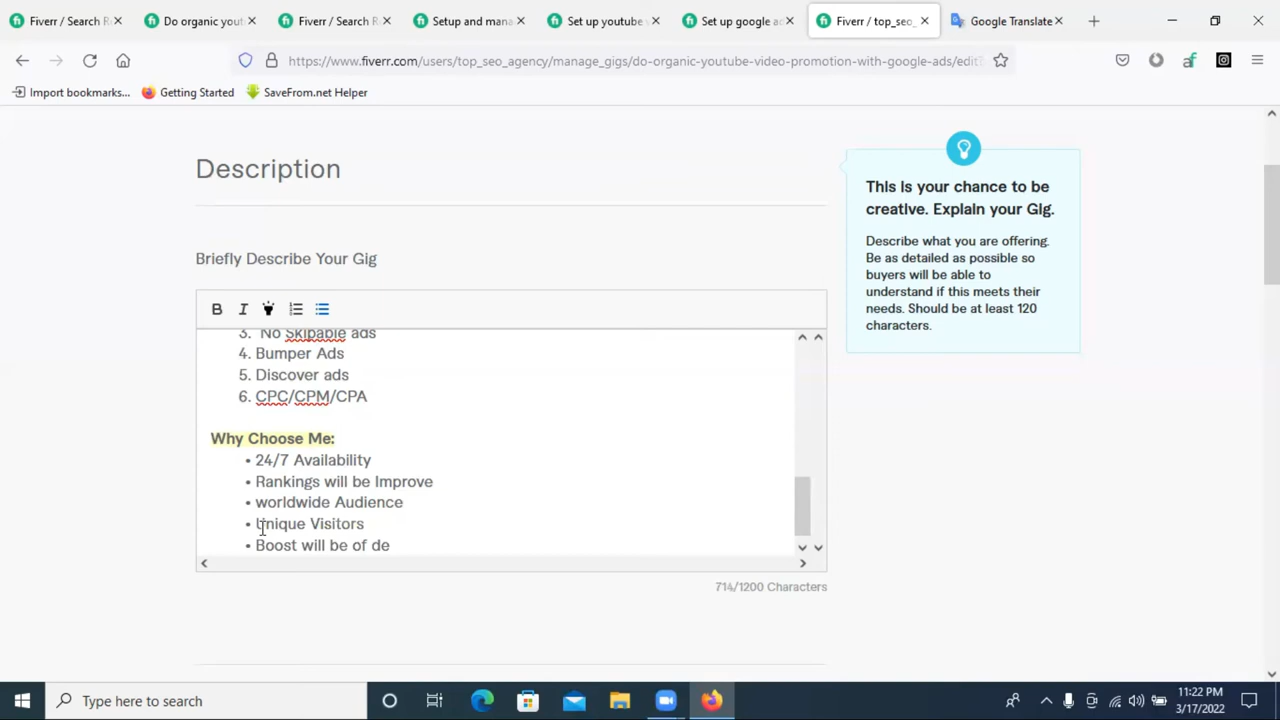 Fiverr / Search Re
Do organic yout
Fiverr / Search Re
Setup and mana
Set up youtube v
Set up google ad
Fiverr / top_seo_
Google Translate
https://www.fiverr.com/users/top_seo_agency/manage_gigs/do-organic-youtube-video-promotion-with-google-ads/edit?
Import bookmarks...
Getting Started
SaveFrom.net Helper
Description
This is your chance to be
creative. Explain your Gig.
Describe what you are offering.
Be as detailed as possible so
buyers will be able to
understand if this meets their
needs. Should be at least 120
characters.
Briefly Describe Your Gig
B I
3. No Skipable ads
4. Bumper Ads
5. Discover ads
6. CPC/CPM/CPA
Why Choose Me:
• 24/7 Availability
• Rankings will be Improve
• worldwide Audience
• Unique Visitors
• Boost will be of de
714/1200 Characters
Type here to search
11:22 PM
3/17/2022